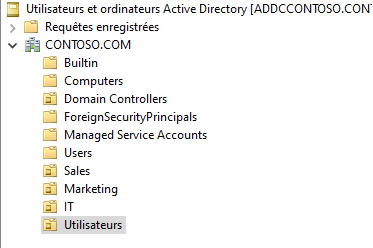 Utilisateurs et ordinateurs Active Directory [ADDCCONTOSO.CONT
Requêtes enregistrées
CONTOSO.COM
Builtin
Computers
Domain Controllers
ForeignSecurityPrincipals
Managed Service Accounts
Users
Sales
Marketing
IT
Utilisateurs